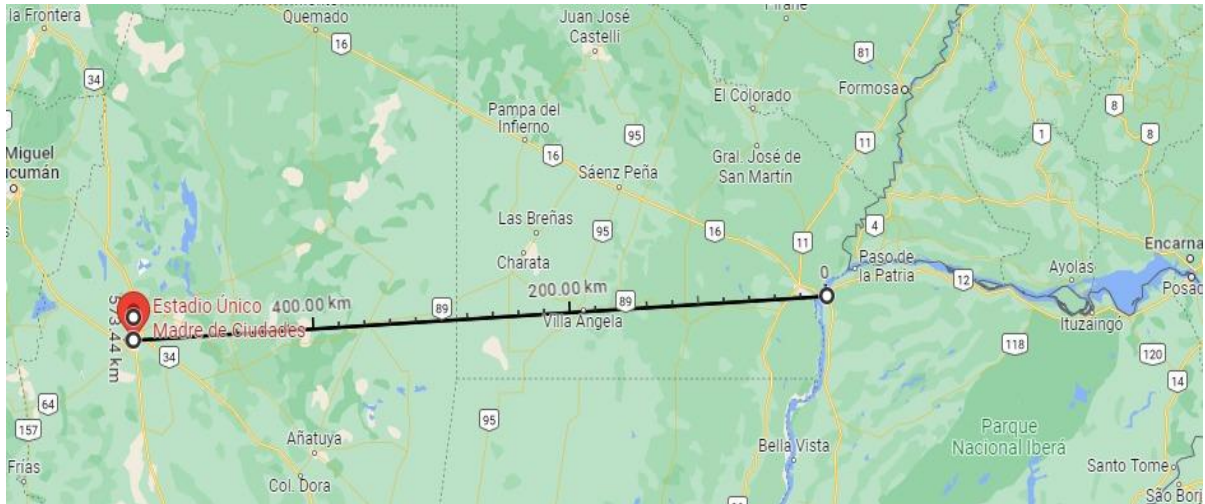 la Frontera
Quemado
16
Juan José
Castelli
81
34
El Colorado
Formosa
Pampa del
Infierno
95
8
8
1
11
16
Gral. José de
San Martín
Miguel
Sáenz Peña
Las Breñas
95
16
11
4
Encarna
Charata
Paso de
la Patria
12
Ayolas
Posad
0
Estadio Único
400.00 km
89
200.00 km
89
Madre de Ciudades
Villa Ángela
573.44 km
Ituzaingó
34
118
120
14
64
95
157
Añatuya
Bella Vista
Parque
Nacional Iberá
Frías
Col. Dora
Santo Tome
São Borj